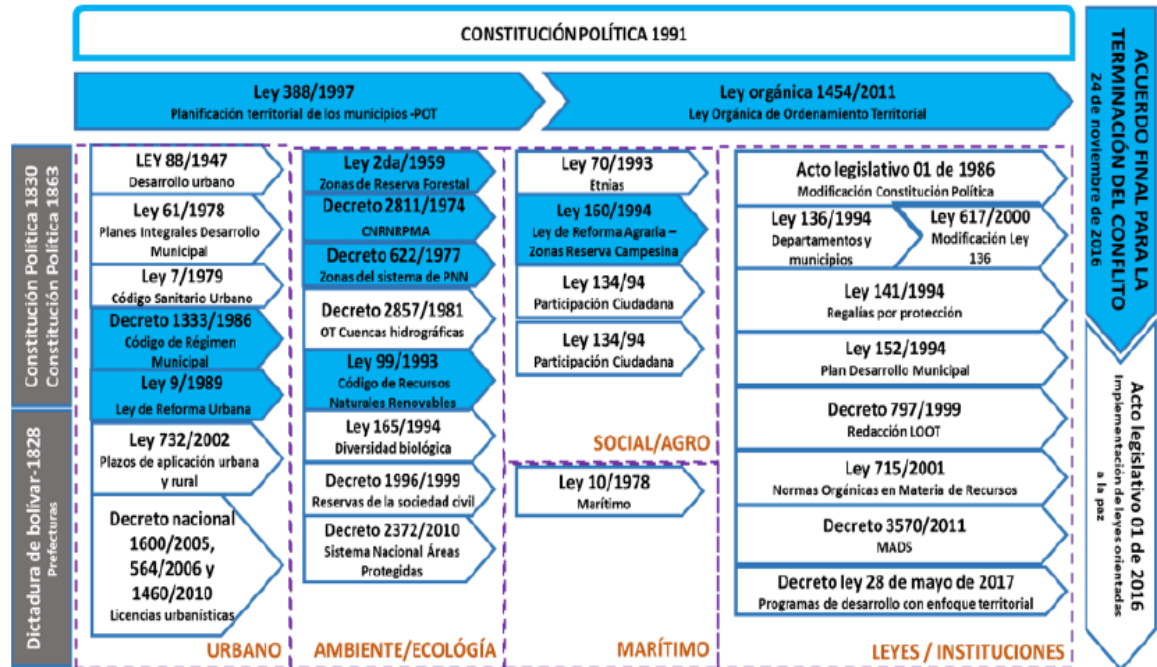 CONSTITUCIÓN POLÍTICA 1991
Ley 388/1997
Planificación territorial de los municipios -POT
Ley orgánica 1454/2011
Ley Orgánica de Ordenamiento Territorial
ACUERDO FINAL PARA LA
TERMINACIÓN DEL CONFLITO
24 de noviembre de 2016
Acto legislativo 01 de 2016
Implementación de leyes orientadas
a la paz
Constitución Política 1830
Constitución Política 1863
Dictadura de bolivar-1828
Prefecturas
LEY 88/1947
Desarrollo urbano
Ley 61/1978
Planes Integrales Desarrollo
Municipal
Ley 7/1979
Código Sanitario Urbano
Decreto 1333/1986
Código de Régimen
Municipal
Ley 9/1989
Ley de Reforma Urbana
Ley 732/2002
Plazos de aplicación urbana
y rural
Decreto nacional
1600/2005,
564/2006 y
1460/2010
Licencias urbanísticas
URBANO
Ley 2da/1959
Zonas de Reserva Forestal
Decreto 2811/1974
CNRNRPMA
Decreto 622/1977
Zonas del sistema de PNN
Decreto 2857/1981
OT Cuencas hidrográficas
Ley 99/1993
Código de Recursos
Naturales Renovables
Ley 165/1994
Diversidad biológica
Decreto 1996/1999
Reservas de la sociedad civil
Decreto 2372/2010
Sistema Nacional Áreas
Protegidas
AMBIENTE/ECOLÓGÍA
Ley 70/1993
Etnias
Ley 160/1994
Ley de Reforma Agraria –
Zonas Reserva Campesina
Ley 134/94
Participación Ciudadana
Ley 134/94
Participación Ciudadana
SOCIAL/AGRO
Ley 10/1978
Marítimo
MARÍTIMO
Acto legislativo 01 de 1986
Modificación Constitución Política
Ley 136/1994
Departamentos y
municipios
Ley 617/2000
Modificación Ley
136
Ley 141/1994
Regalías por protección
Ley 152/1994
Plan Desarrollo Municipal
Decreto 797/1999
Redacción LOOT
Ley 715/2001
Normas Orgánicas en Materia de Recursos
Decreto 3570/2011
MADS
Decreto ley 28 de mayo de 2017
Programas de desarrollo con enfoque territorial
LEYES / INSTITUCIONES